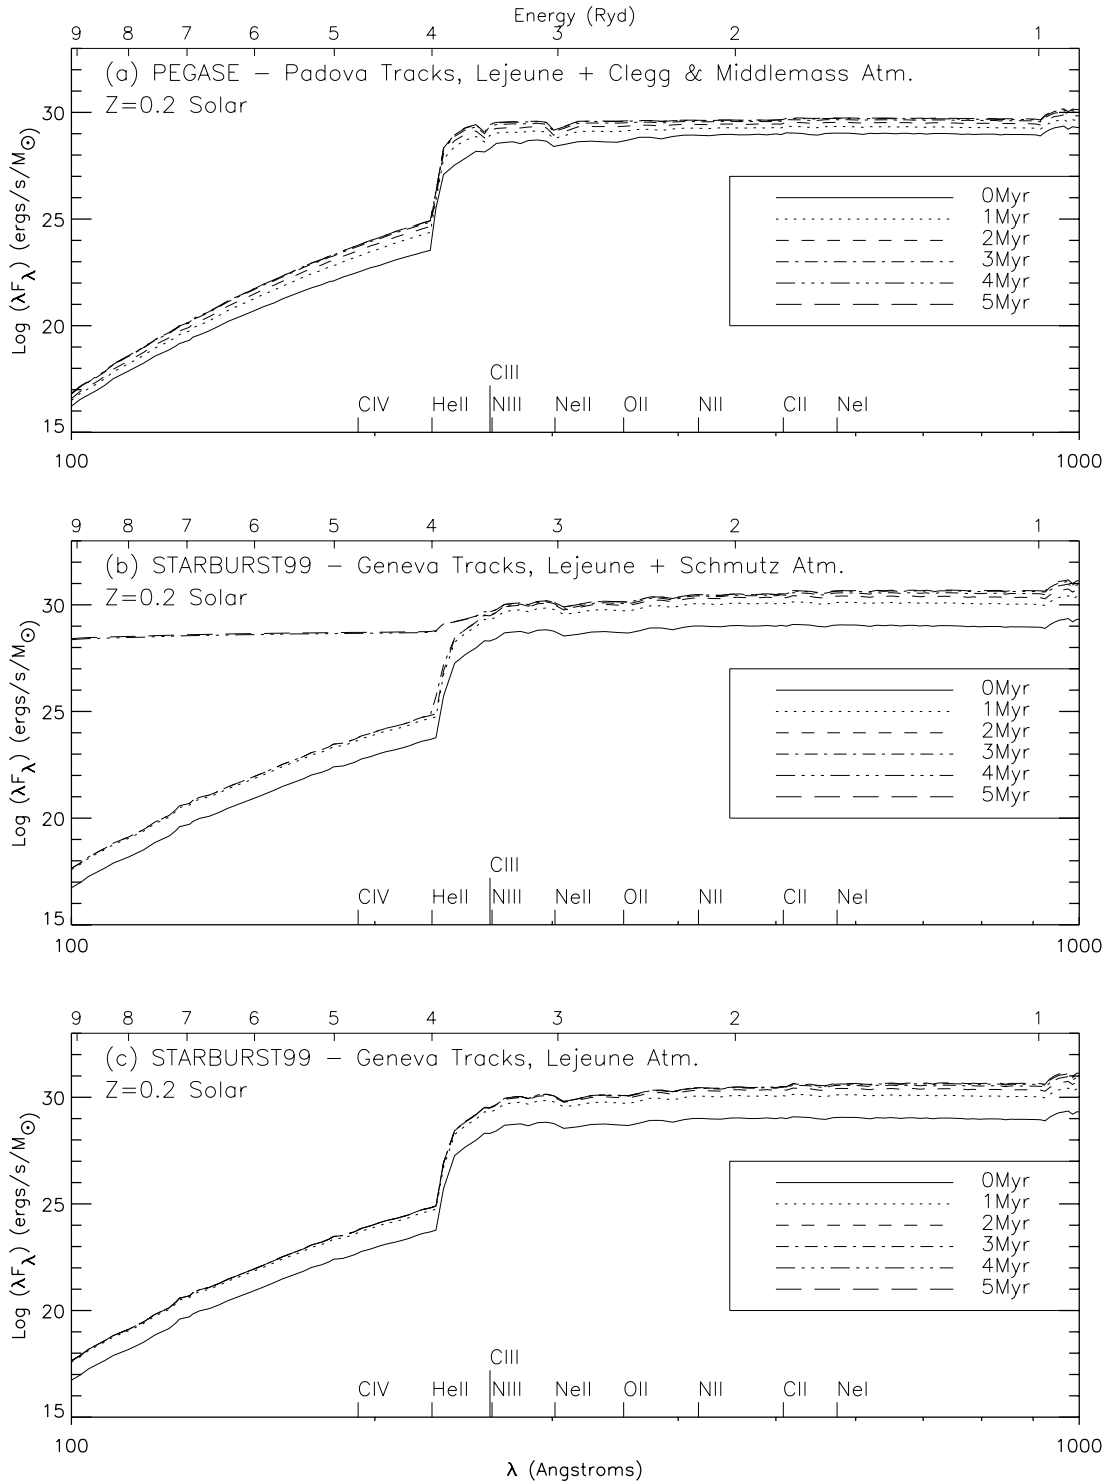 Energy (Ryd)
9 8 7 6 5 4 3 2 1
(a) PEGASE – Padova Tracks, Lejeune + Clegg & Middlemass Atm.
Z=0.2 Solar
Log (λFλ) (ergs/s/M⊙)
30
25
20
15
0Myr
1Myr
2Myr
3Myr
4Myr
5Myr
CIII
CIV HeII NIII NeII OII NII CII NeI
100 1000
9 8 7 6 5 4 3 2 1
(b) STARBURST99 – Geneva Tracks, Lejeune + Schmutz Atm.
Z=0.2 Solar
Log (λFλ) (ergs/s/M⊙)
30
25
20
15
0Myr
1Myr
2Myr
3Myr
4Myr
5Myr
CIII
CIV HeII NIII NeII OII NII CII NeI
100 1000
9 8 7 6 5 4 3 2 1
(c) STARBURST99 – Geneva Tracks, Lejeune Atm.
Z=0.2 Solar
Log (λFλ) (ergs/s/M⊙)
30
25
20
15
0Myr
1Myr
2Myr
3Myr
4Myr
5Myr
CIII
CIV HeII NIII NeII OII NII CII NeI
100 1000
λ (Angstroms)